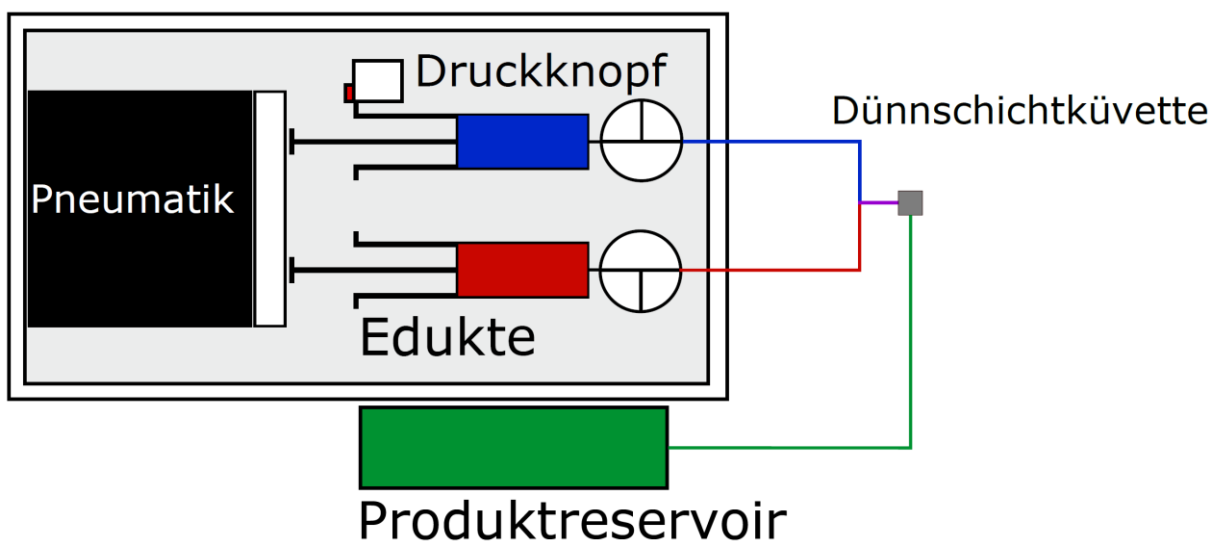 Druckknopf
Dünnschichtküvette
Pneumatik
Edukte
Produktreservoir